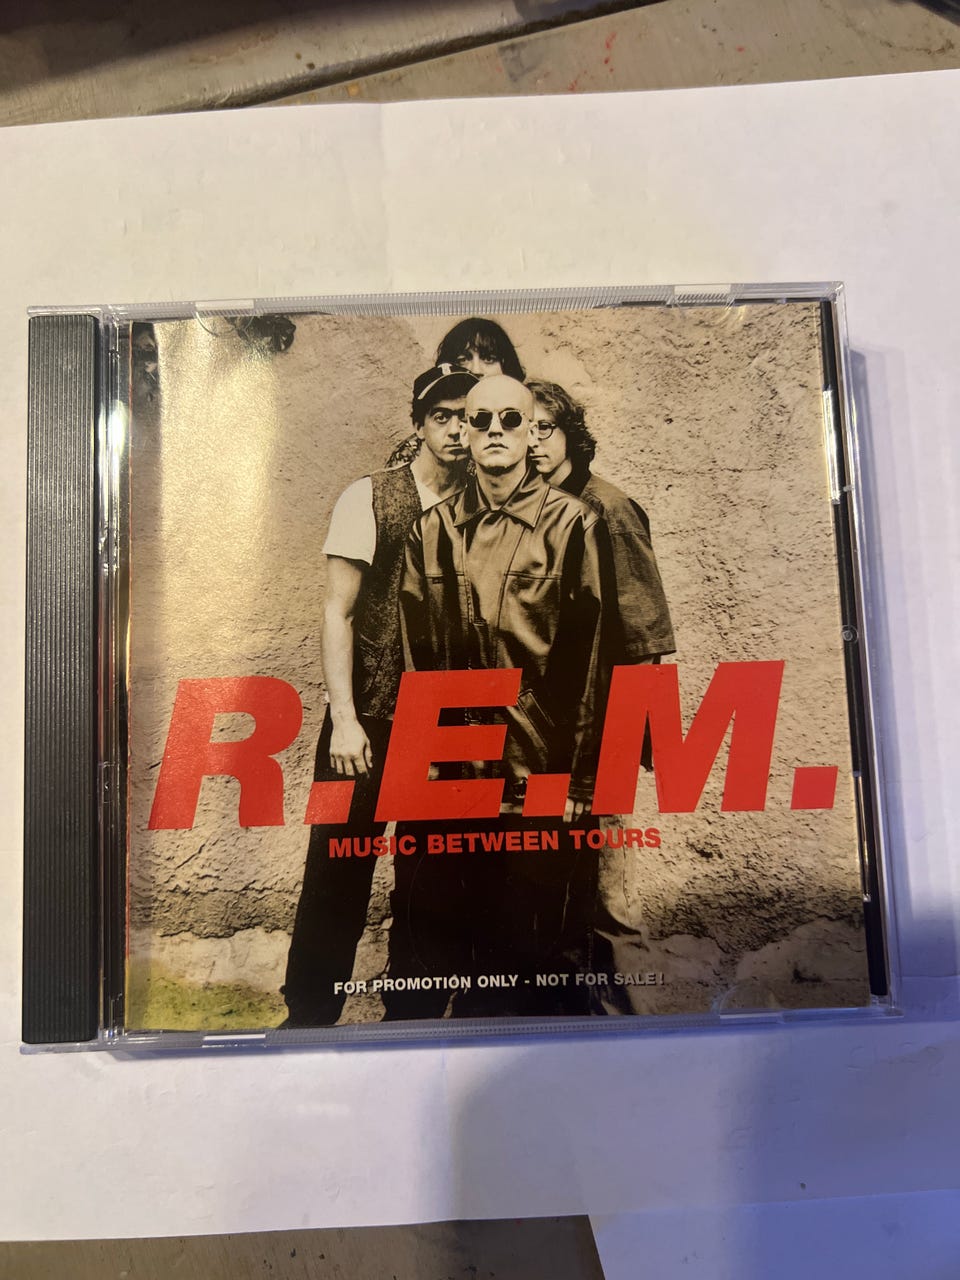 R.E.M.
MUSIC BETWEEN TOURS
FOR PROMOTION ONLY - NOT FOR SALE!